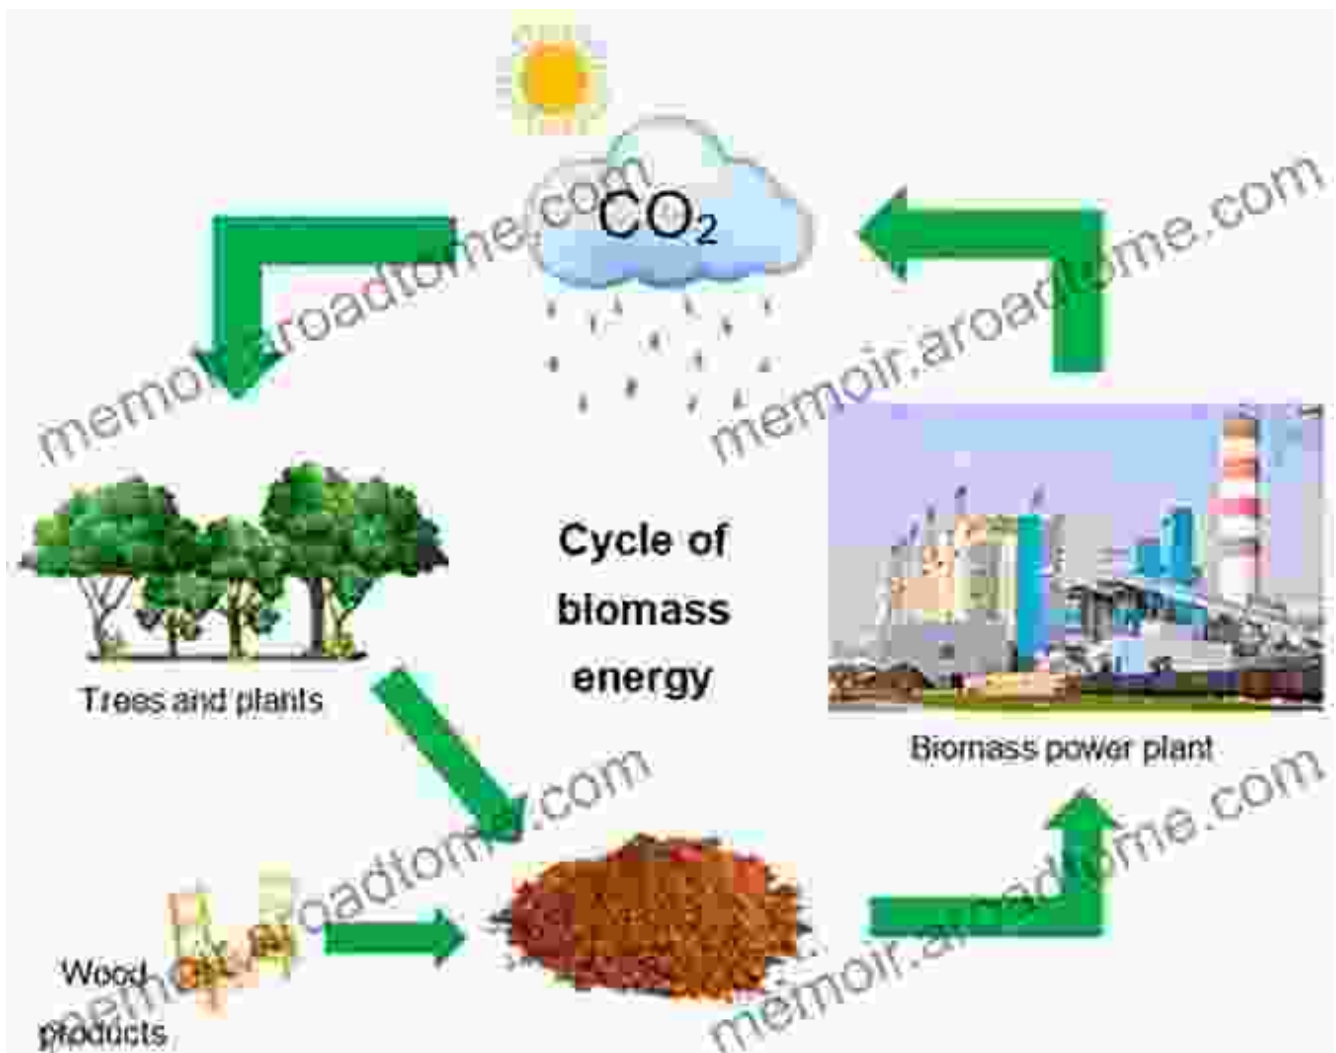 CO₂
Cycle of
biomass
energy
Trees and plants
Biomass power plant
Wood
products
memoir.aroadtome.com
memoir.aroadtome.com
memoir.aroadtome.com
memoir.aroadtome.com